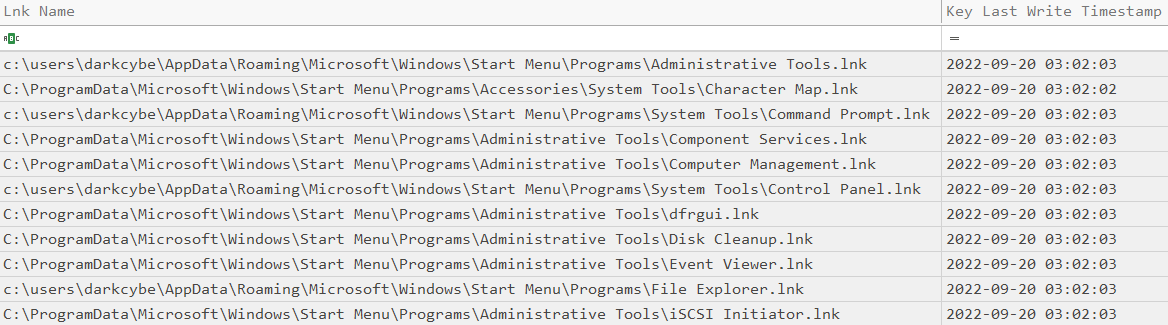 Lnk Name Key Last Write Timestamp
ABC =
c:\users\darkcybe\AppData\Roaming\Microsoft\Windows\Start Menu\Programs\Administrative Tools.lnk 2022-09-20 03:02:03
C:\ProgramData\Microsoft\Windows\Start Menu\Programs\Accessories\System Tools\Character Map.lnk 2022-09-20 03:02:02
c:\users\darkcybe\AppData\Roaming\Microsoft\Windows\Start Menu\Programs\System Tools\Command Prompt.lnk 2022-09-20 03:02:03
C:\ProgramData\Microsoft\Windows\Start Menu\Programs\Administrative Tools\Component Services.lnk 2022-09-20 03:02:03
C:\ProgramData\Microsoft\Windows\Start Menu\Programs\Administrative Tools\Computer Management.lnk 2022-09-20 03:02:03
c:\users\darkcybe\AppData\Roaming\Microsoft\Windows\Start Menu\Programs\System Tools\Control Panel.lnk 2022-09-20 03:02:03
C:\ProgramData\Microsoft\Windows\Start Menu\Programs\Administrative Tools\dfrgui.lnk 2022-09-20 03:02:03
C:\ProgramData\Microsoft\Windows\Start Menu\Programs\Administrative Tools\Disk Cleanup.lnk 2022-09-20 03:02:03
C:\ProgramData\Microsoft\Windows\Start Menu\Programs\Administrative Tools\Event Viewer.lnk 2022-09-20 03:02:03
c:\users\darkcybe\AppData\Roaming\Microsoft\Windows\Start Menu\Programs\File Explorer.lnk 2022-09-20 03:02:03
C:\ProgramData\Microsoft\Windows\Start Menu\Programs\Administrative Tools\iSCSI Initiator.lnk 2022-09-20 03:02:03